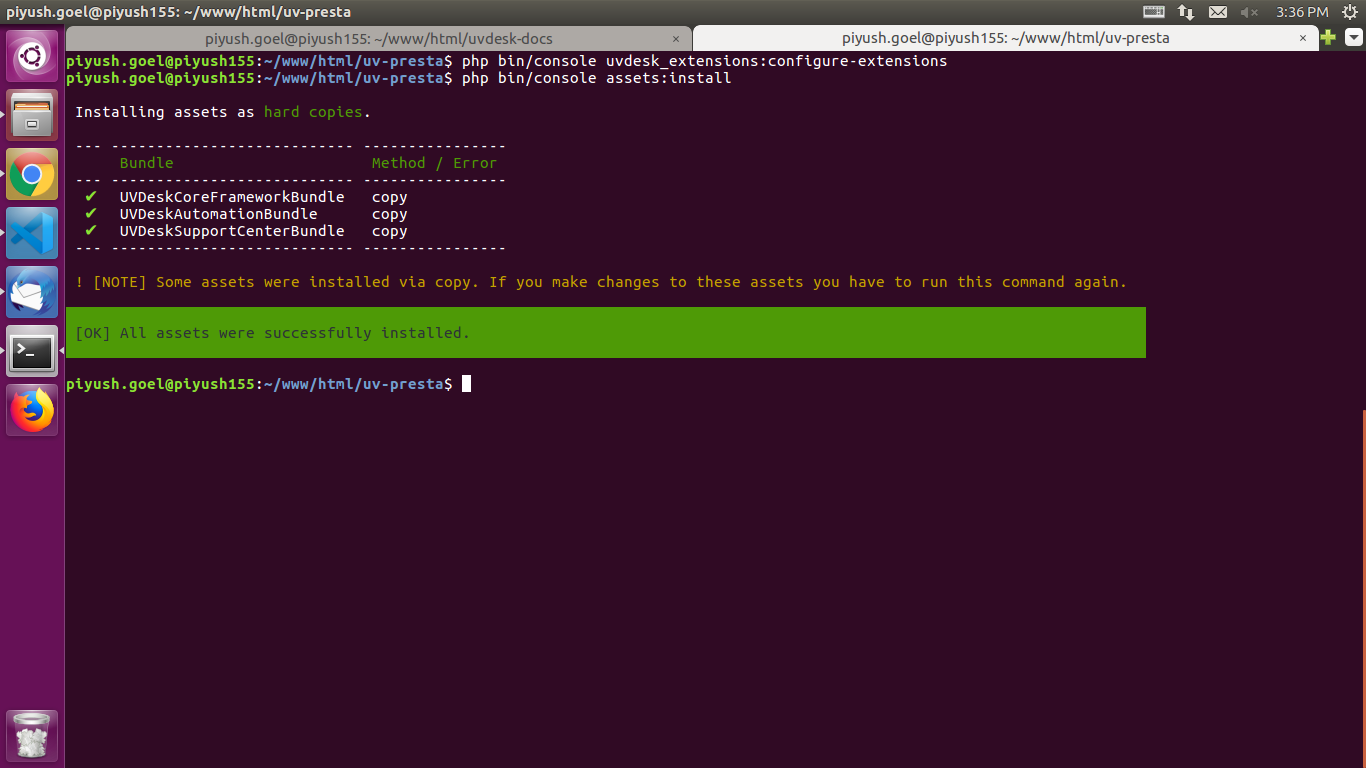 piyush.goel@piyush155: ~/www/html/uv-presta
3:36 PM
piyush.goel@piyush155: ~/www/html/uvdesk-docs ×
piyush.goel@piyush155: ~/www/html/uv-presta ×
piyush.goel@piyush155:~/www/html/uv-presta$ php bin/console uvdesk_extensions:configure-extensions
piyush.goel@piyush155:~/www/html/uv-presta$ php bin/console assets:install
Installing assets as hard copies.
--- --------------------------- ----------------
Bundle Method / Error
--- --------------------------- ----------------
✔ UVDeskCoreFrameworkBundle copy
✔ UVDeskAutomationBundle copy
✔ UVDeskSupportCenterBundle copy
--- --------------------------- ----------------
! [NOTE] Some assets were installed via copy. If you make changes to these assets you have to run this command again.
[OK] All assets were successfully installed.
piyush.goel@piyush155:~/www/html/uv-presta$